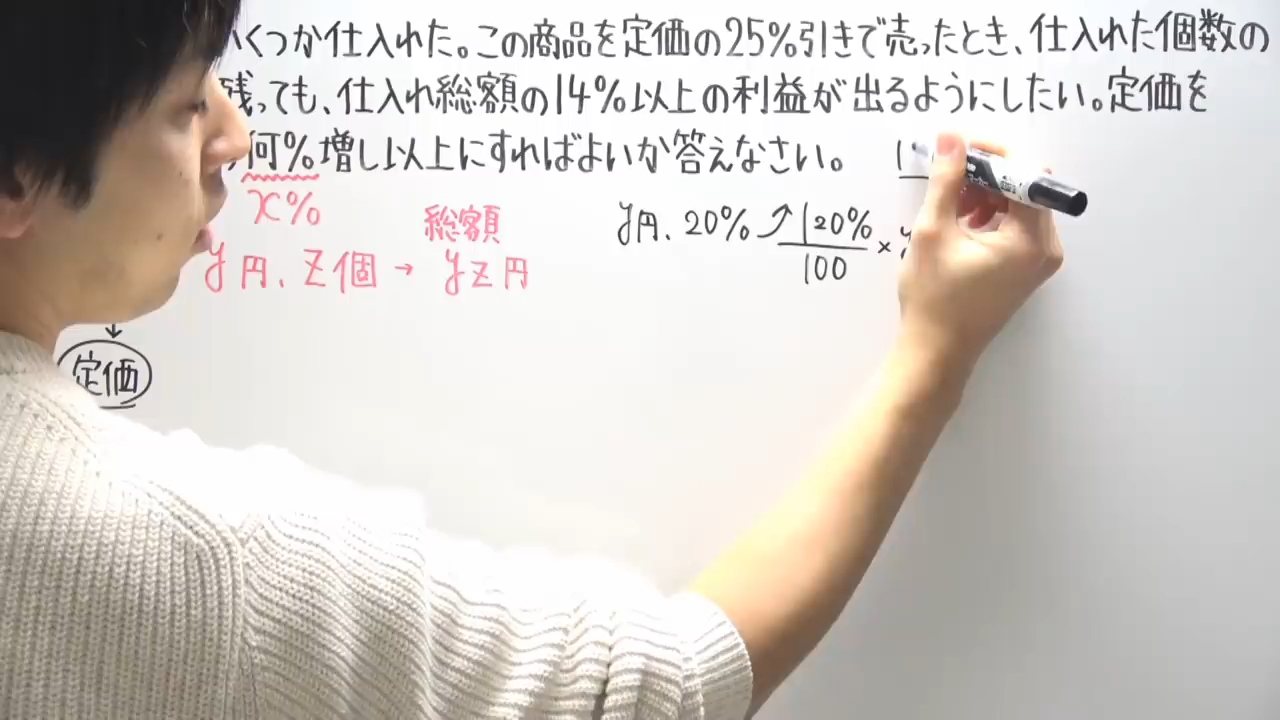 くつか仕入れた。この商品を定価の25%引きで売ったとき、仕入れた個数の
残っても、仕入れ総額の14%以上の利益が出るようにしたい。定価を
何%増し以上にすればよいか答えなさい。
x%
総額
y円、z個 → yz円
y円、20%⤴ 120%/100 × y
↓
定価